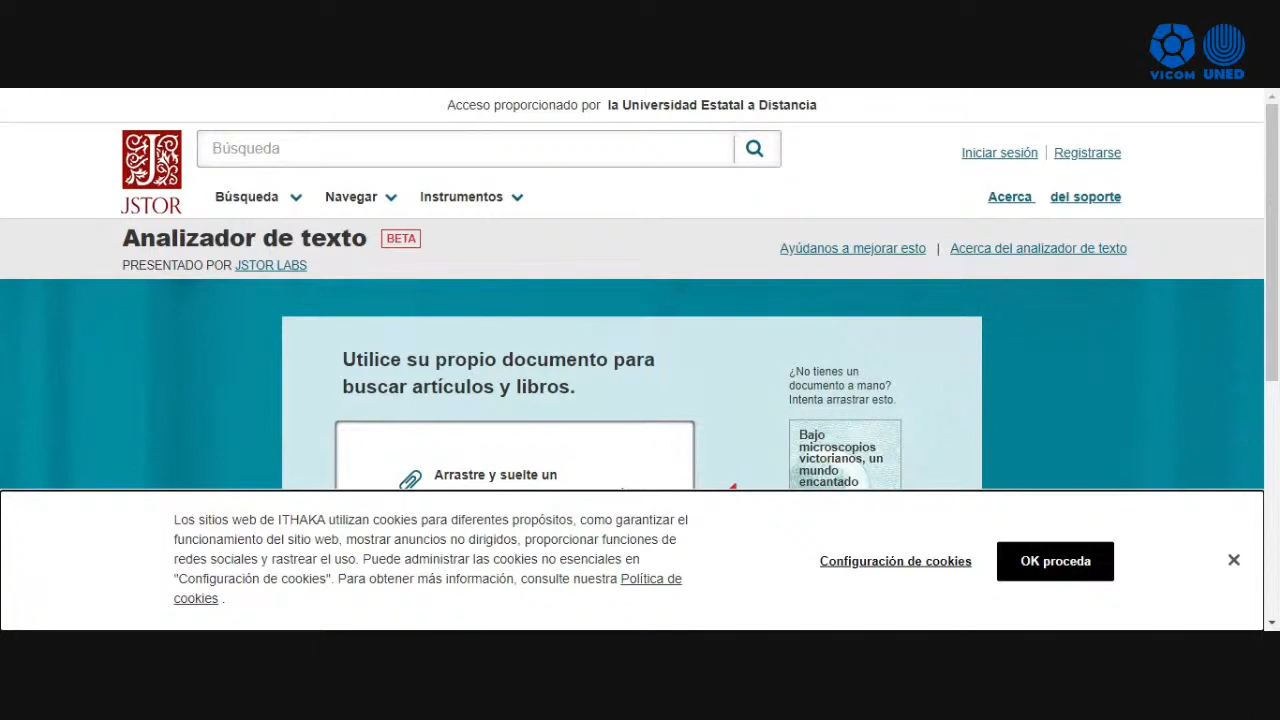 VICOM UNED
Acceso proporcionado por la Universidad Estatal a Distancia
Búsqueda
Iniciar sesión Registrarse
JSTOR
Búsqueda Navegar Instrumentos
Acerca del soporte
Analizador de texto BETA
PRESENTADO POR JSTOR LABS
Ayúdanos a mejorar esto | Acerca del analizador de texto
Utilice su propio documento para
buscar artículos y libros.
¿No tienes un
documento a mano?
Intenta arrastrar esto.
Arrastre y suelte un
Bajo
microscopios
victorianos, un
mundo
encantado
Los sitios web de ITHAKA utilizan cookies para diferentes propósitos, como garantizar el
funcionamiento del sitio web, mostrar anuncios no dirigidos, proporcionar funciones de
redes sociales y rastrear el uso. Puede administrar las cookies no esenciales en
"Configuración de cookies". Para obtener más información, consulte nuestra Política de
cookies .
Configuración de cookies
OK proceda